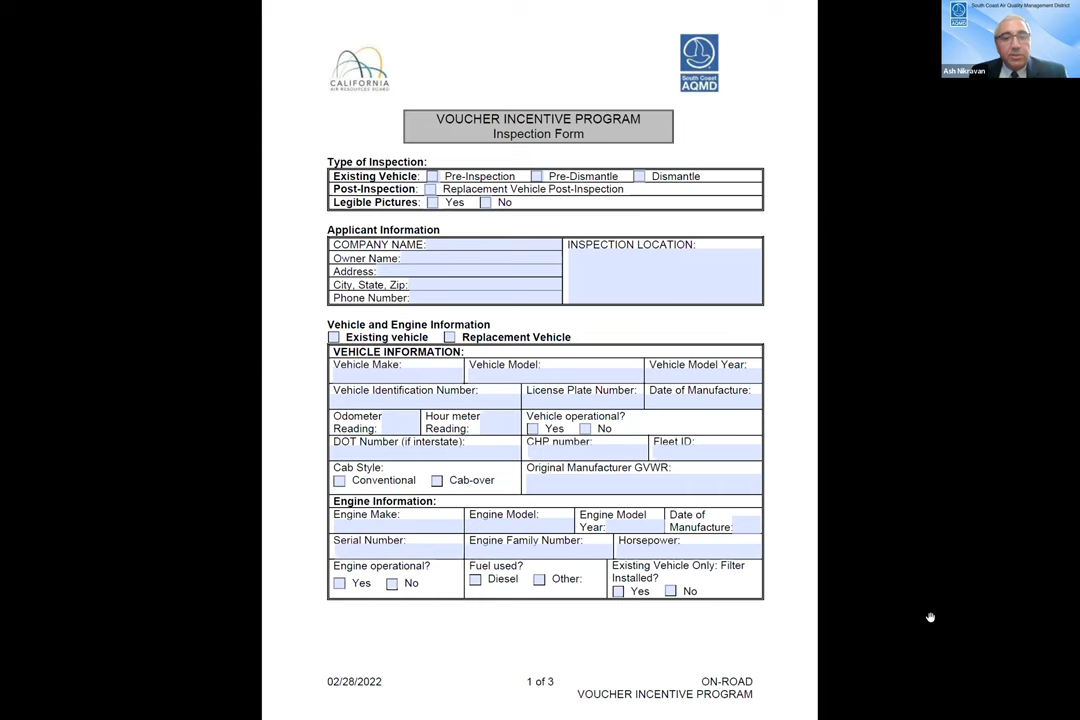 South Coast Air Quality Management District
AQMD
Ash Nikravan
CALIFORNIA
AIR RESOURCES BOARD
South Coast
AQMD
VOUCHER INCENTIVE PROGRAM
Inspection Form
Type of Inspection:
Existing Vehicle: Pre-Inspection Pre-Dismantle Dismantle
Post-Inspection: Replacement Vehicle Post-Inspection
Legible Pictures: Yes No
Applicant Information
COMPANY NAME: INSPECTION LOCATION:
Owner Name:
Address:
City, State, Zip:
Phone Number:
Vehicle and Engine Information
Existing vehicle Replacement Vehicle
VEHICLE INFORMATION:
Vehicle Make: Vehicle Model: Vehicle Model Year:
Vehicle Identification Number: License Plate Number: Date of Manufacture:
Odometer Hour meter Vehicle operational?
Reading: Reading: Yes No
DOT Number (if interstate): CHP number: Fleet ID:
Cab Style: Original Manufacturer GVWR:
Conventional Cab-over
Engine Information:
Engine Make: Engine Model: Engine Model Date of
Year: Manufacture:
Serial Number: Engine Family Number: Horsepower:
Engine operational? Fuel used? Existing Vehicle Only: Filter
Yes No Diesel Other: Installed?
Yes No
02/28/2022 1 of 3 ON-ROAD
VOUCHER INCENTIVE PROGRAM